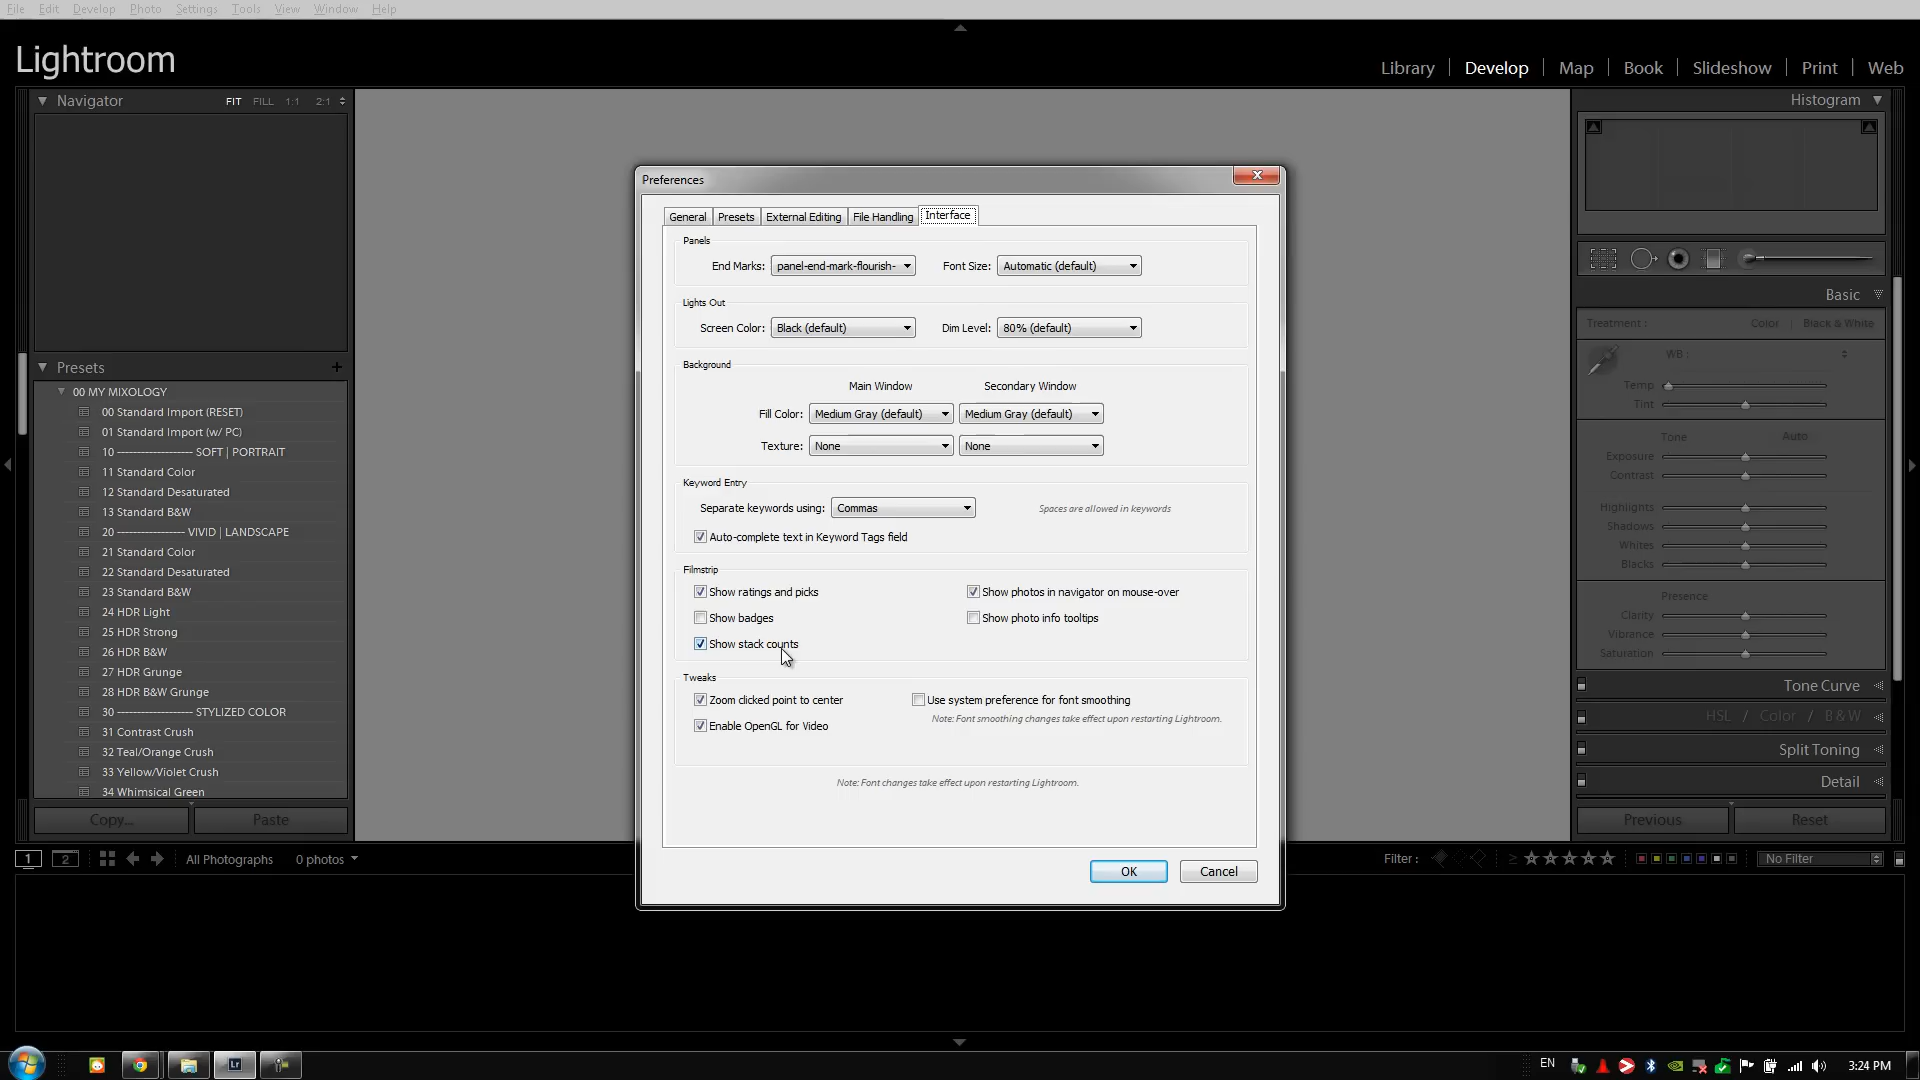 File Edit Develop Photo Settings Tools View Window Help
Lightroom
Library | Develop | Map | Book | Slideshow | Print | Web
Navigator FIT FILL 1:1 2:1
Histogram
Preferences
General Presets External Editing File Handling Interface
Panels
End Marks: panel-end-mark-flourish- Font Size: Automatic (default)
Lights Out
Screen Color: Black (default) Dim Level: 80% (default)
Background
Main Window Secondary Window
Fill Color: Medium Gray (default) Medium Gray (default)
Texture: None None
Keyword Entry
Separate keywords using: Commas Spaces are allowed in keywords
Auto-complete text in Keyword Tags field
Filmstrip
Show ratings and picks Show photos in navigator on mouse-over
Show badges Show photo info tooltips
Show stack counts
Tweaks
Zoom clicked point to center Use system preference for font smoothing
Note: Font smoothing changes take effect upon restarting Lightroom.
Enable OpenGL for Video
Note: Font changes take effect upon restarting Lightroom.
OK Cancel
Presets +
00 MY MIXOLOGY
00 Standard Import (RESET)
01 Standard Import (w/ PC)
10 ------------------- SOFT | PORTRAIT
11 Standard Color
12 Standard Desaturated
13 Standard B&W
20 ----------------- VIVID | LANDSCAPE
21 Standard Color
22 Standard Desaturated
23 Standard B&W
24 HDR Light
25 HDR Strong
26 HDR B&W
27 HDR Grunge
28 HDR B&W Grunge
30 ------------------- STYLIZED COLOR
31 Contrast Crush
32 Teal/Orange Crush
33 Yellow/Violet Crush
34 Whimsical Green
Copy... Paste
Basic
Treatment : Color | Black & White
WB :
Temp
Tint
Tone Auto
Exposure
Contrast
Highlights
Shadows
Whites
Blacks
Presence
Clarity
Vibrance
Saturation
Tone Curve
HSL / Color / B & W
Split Toning
Detail
Previous Reset
1 2 All Photographs 0 photos Filter : ≥ No Filter
Lr EN 3:24 PM